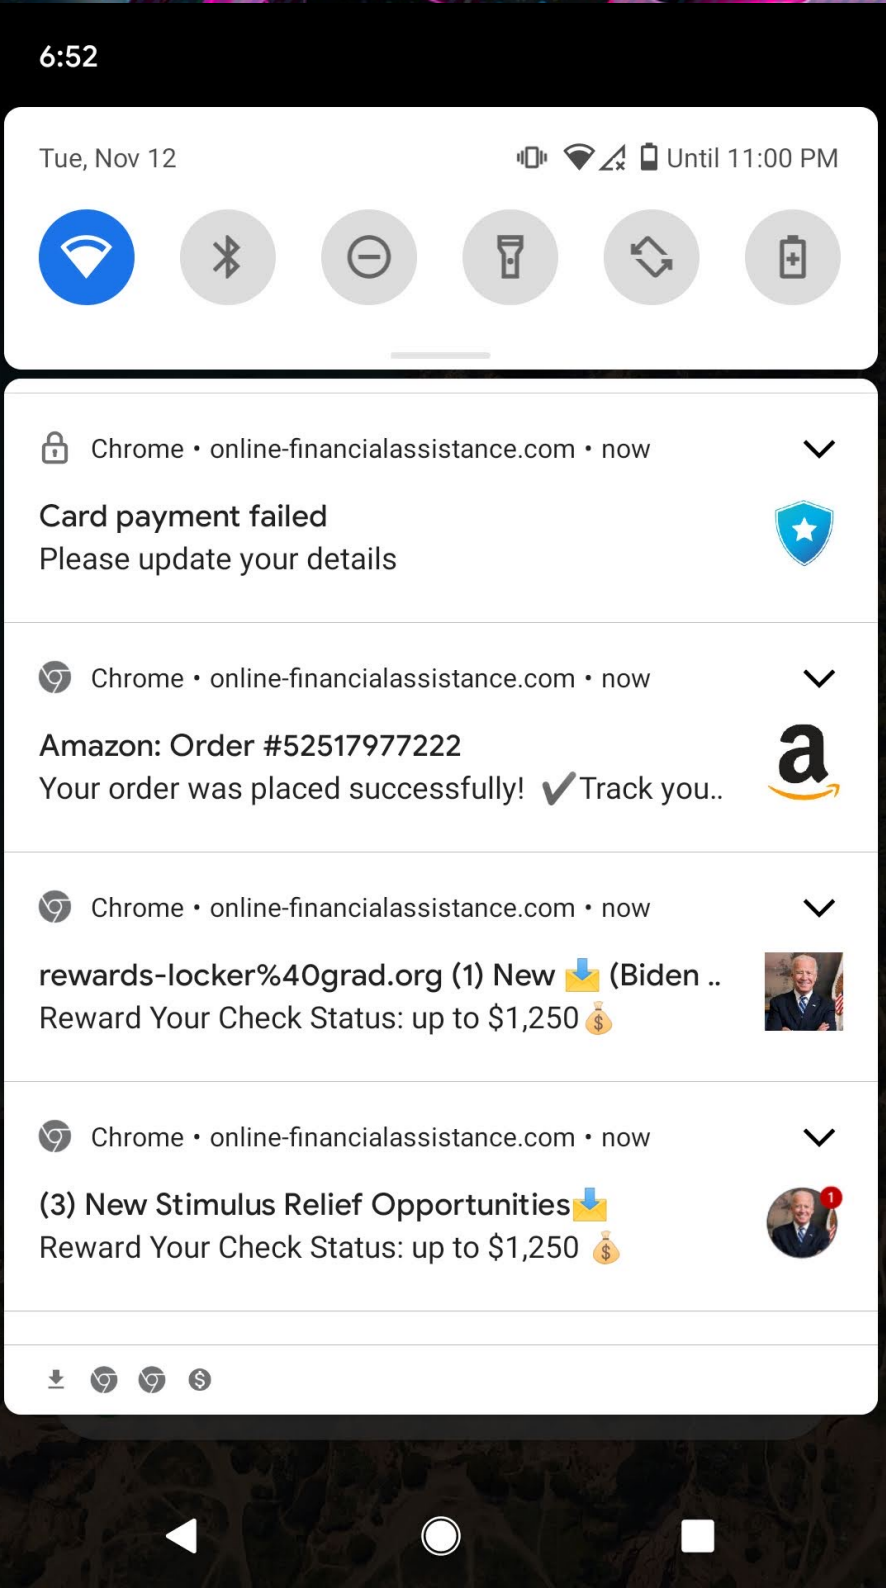 6:52
Tue, Nov 12 Until 11:00 PM
Chrome • online-financialassistance.com • now
Card payment failed
Please update your details
Chrome • online-financialassistance.com • now
Amazon: Order #52517977222
Your order was placed successfully! ✔Track you..
a
Chrome • online-financialassistance.com • now
rewards-locker%40grad.org (1) New 📩 (Biden ..
Reward Your Check Status: up to $1,250💰
Chrome • online-financialassistance.com • now
(3) New Stimulus Relief Opportunities📩
1
Reward Your Check Status: up to $1,250 💰